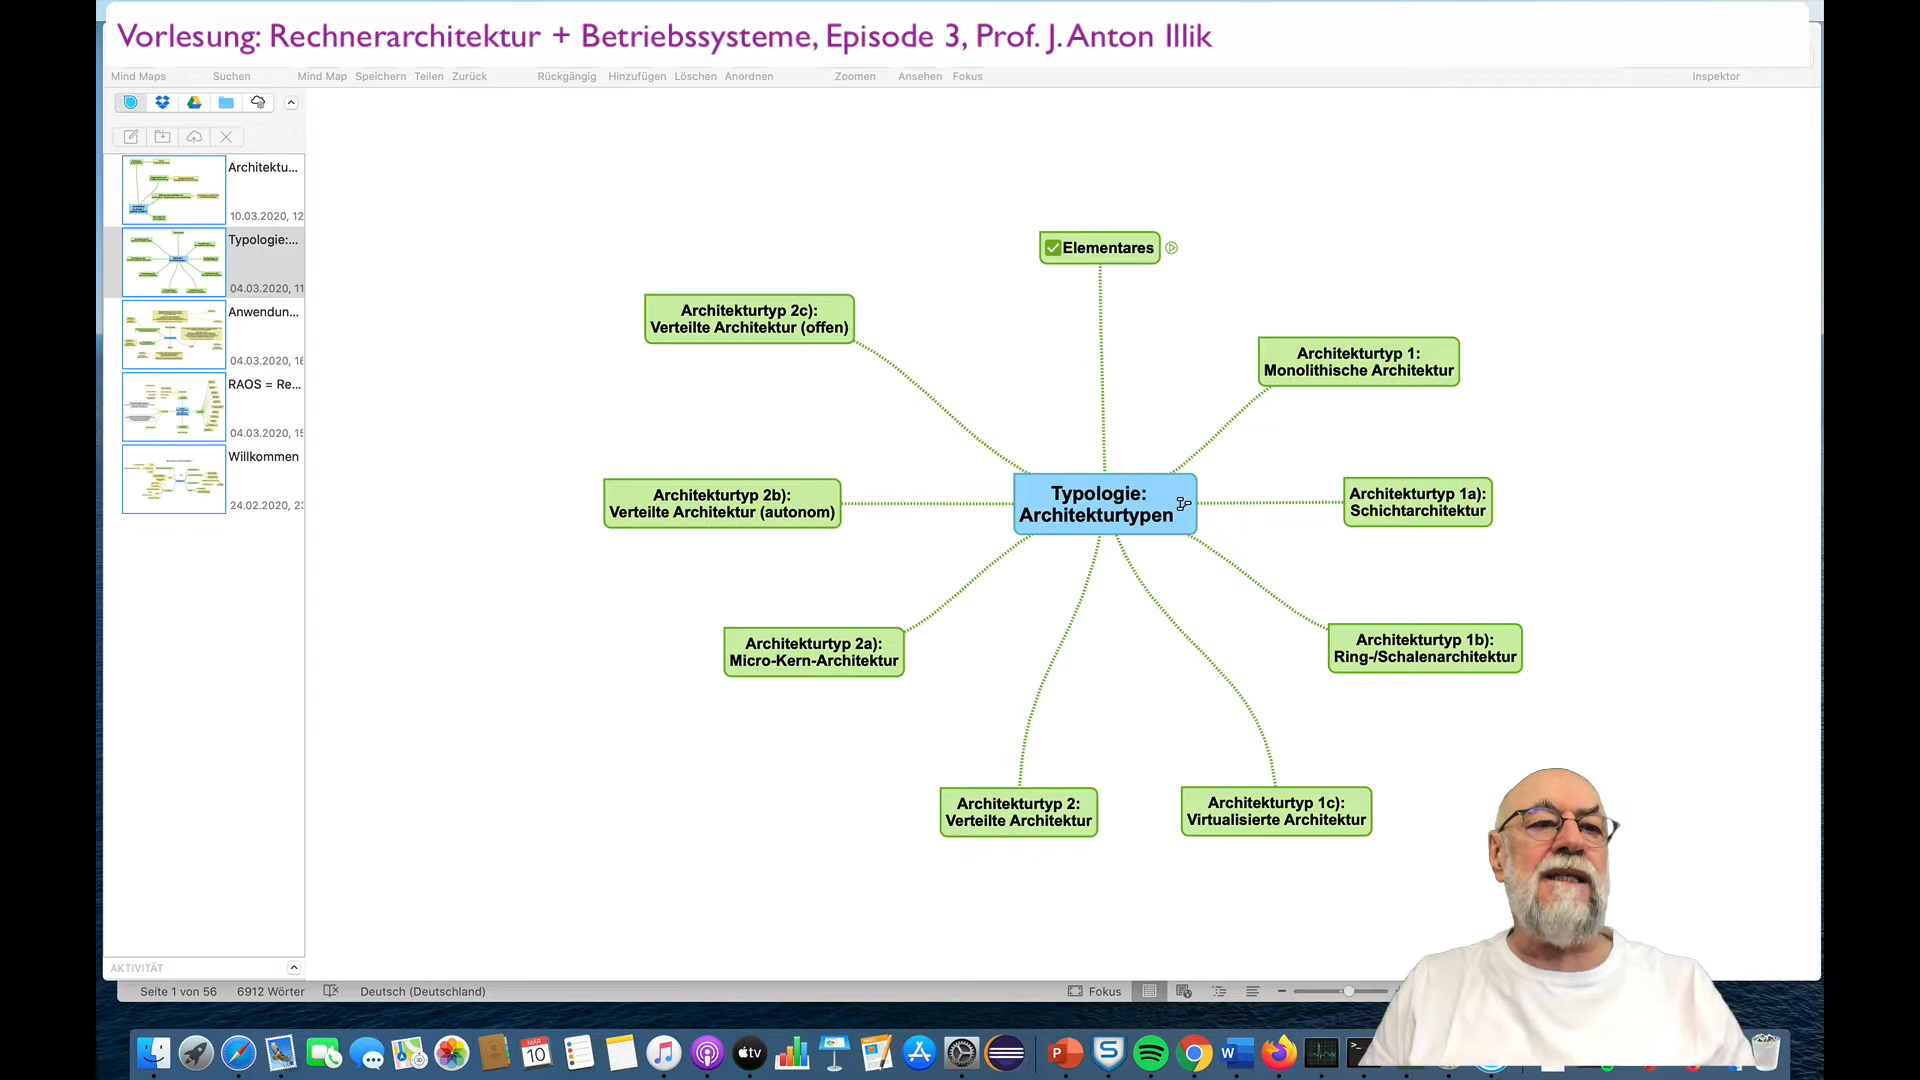 Vorlesung: Rechnerarchitektur + Betriebssysteme, Episode 3, Prof. J. Anton Illik
Mind Maps Suchen Mind Map Speichern Teilen Zurück Rückgängig Hinzufügen Löschen Anordnen Zoomen Ansehen Fokus Inspektor
Architektu...
10.03.2020, 12
Typologie:...
04.03.2020, 11
Anwendun...
04.03.2020, 16
RAOS = Re...
04.03.2020, 15
Willkommen
24.02.2020, 23
Elementares
Architekturtyp 2c):
Verteilte Architektur (offen)
Architekturtyp 1:
Monolithische Architektur
Typologie:
Architekturtypen
Architekturtyp 2b):
Verteilte Architektur (autonom)
Architekturtyp 1a):
Schichtarchitektur
Architekturtyp 2a):
Micro-Kern-Architektur
Architekturtyp 1b):
Ring-/Schalenarchitektur
Architekturtyp 2:
Verteilte Architektur
Architekturtyp 1c):
Virtualisierte Architektur
AKTIVITÄT
Seite 1 von 56 6912 Wörter Deutsch (Deutschland) Fokus
MÄR
10
tv